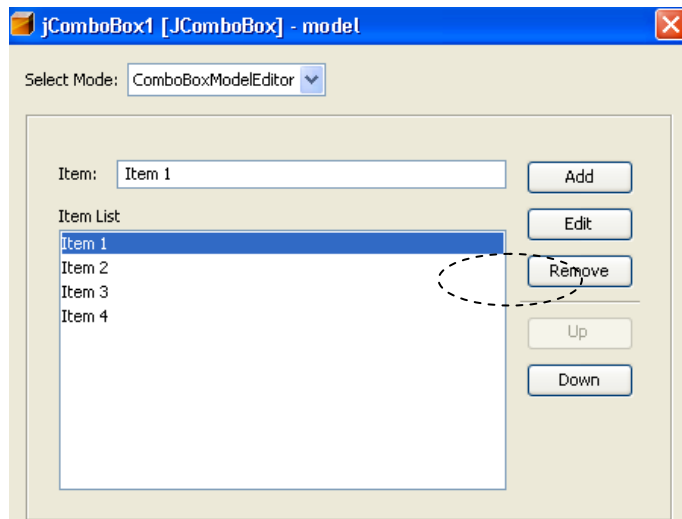 jComboBox1 [JComboBox] - model
Select Mode: ComboBoxModelEditor
Item: Item 1 Add
Item List Edit
Item 1
Item 2 Remove
Item 3
Item 4 Up
Down